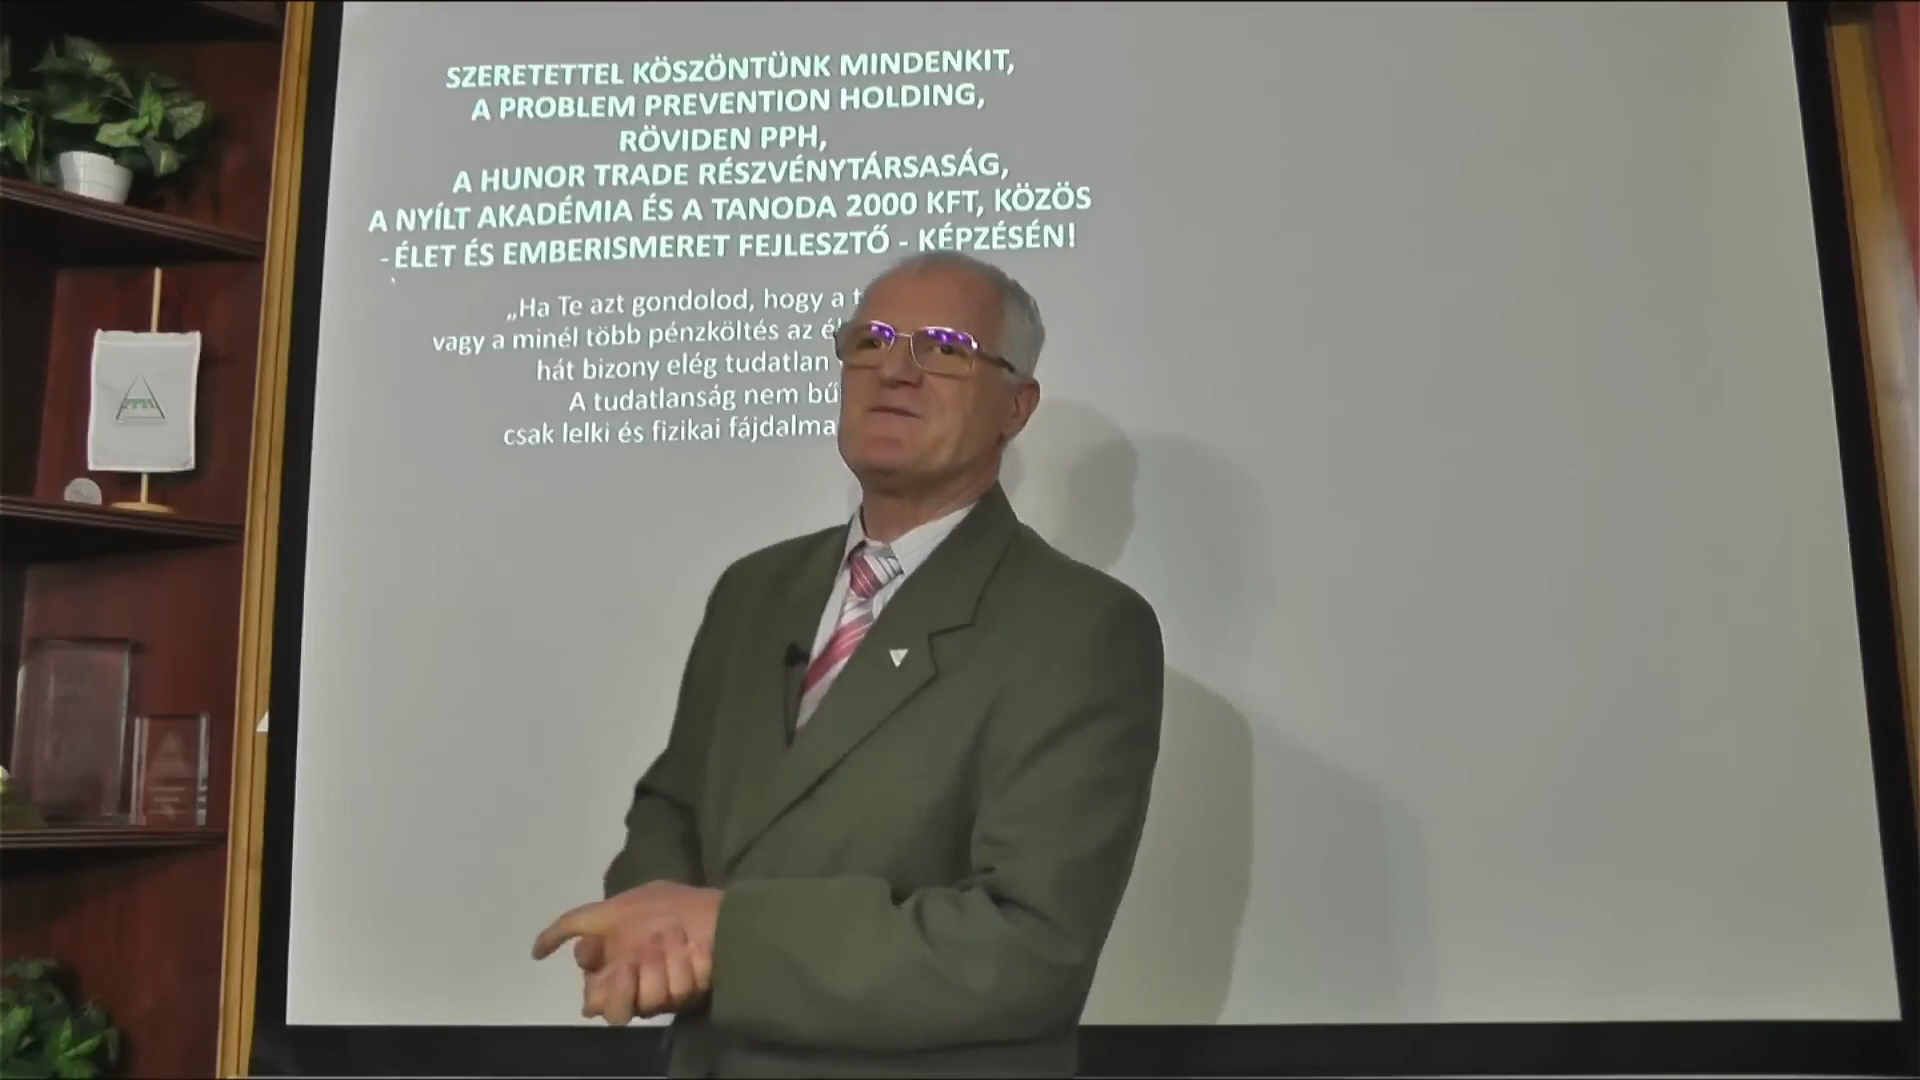 SZERETETTEL KÖSZÖNTÜNK MINDENKIT,
A PROBLEM PREVENTION HOLDING,
RÖVIDEN PPH,
A HUNOR TRADE RÉSZVÉNYTÁRSASÁG,
A NYÍLT AKADÉMIA ÉS A TANODA 2000 KFT, KÖZÖS
- ÉLET ÉS EMBERISMERET FEJLESZTŐ - KÉPZÉSÉN!
„Ha Te azt gondolod, hogy a
vagy a minél több pénzköltés az
hát bizony elég tudatlan
A tudatlanság nem
csak lelki és fizikai